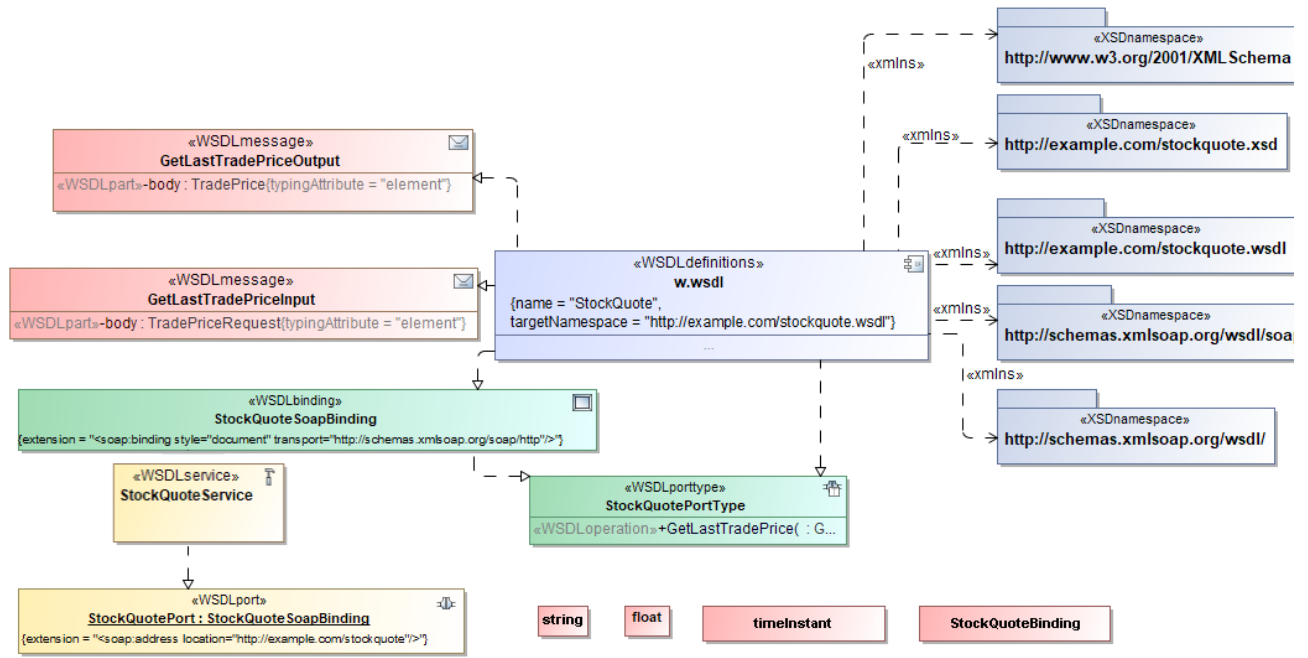 «XSDnamespace»
http://www.w3.org/2001/XMLSchema
«xmlns»
«XSDnamespace»
http://example.com/stockquote.xsd
«xmlns»
«WSDLmessage»
GetLastTradePriceOutput
«WSDLpart»-body : TradePrice{typingAttribute = "element"}
«XSDnamespace»
http://example.com/stockquote.wsdl
«xmlns»
«WSDLdefinitions»
w.wsdl
{name = "StockQuote",
targetNamespace = "http://example.com/stockquote.wsdl"}
...
«WSDLmessage»
GetLastTradePriceInput
«WSDLpart»-body : TradePriceRequest{typingAttribute = "element"}
«xmlns»
«XSDnamespace»
http://schemas.xmlsoap.org/wsdl/soap
«xmlns»
«XSDnamespace»
http://schemas.xmlsoap.org/wsdl/
«WSDLbinding»
StockQuoteSoapBinding
{extension = "<soap:binding style="document" transport="http://schemas.xmlsoap.org/soap/http"/>"}
«WSDLservice»
StockQuoteService
«WSDLporttype»
StockQuotePortType
«WSDLoperation»+GetLastTradePrice( : G...
«WSDLport»
StockQuotePort : StockQuoteSoapBinding
{extension = "<soap:address location="http://example.com/stockquote"/>"}
string
float
timeInstant
StockQuoteBinding